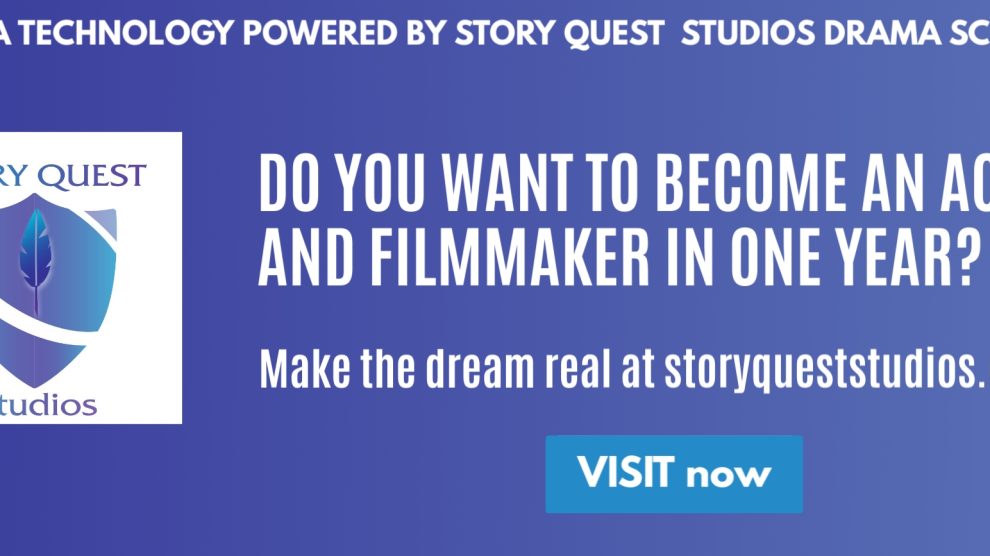 A TECHNOLOGY POWERED BY STORY QUEST STUDIOS DRAMA SC
RY QUEST
tudios
DO YOU WANT TO BECOME AN AC
AND FILMMAKER IN ONE YEAR?
Make the dream real at storyqueststudios.
VISIT now